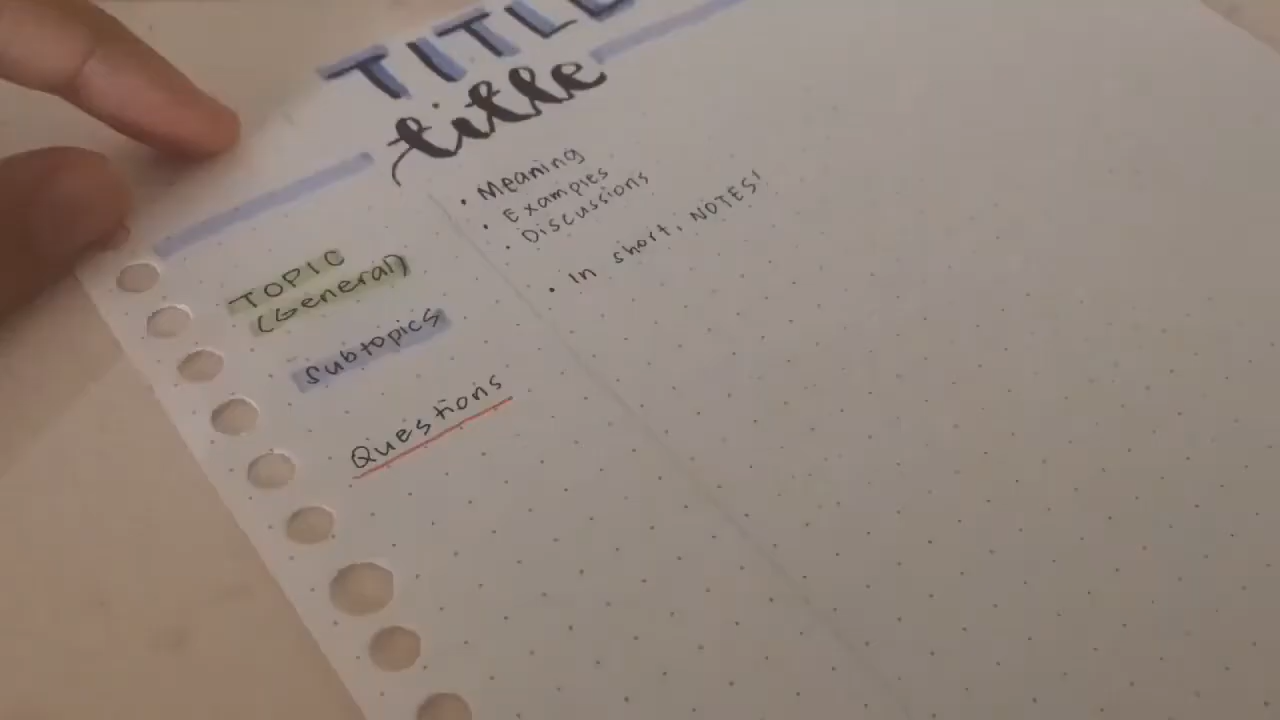 TITLE
title
TOPIC
(General)
Subtopics
Questions
• Meaning
• Examples
• Discussions
• In short, NOTES!